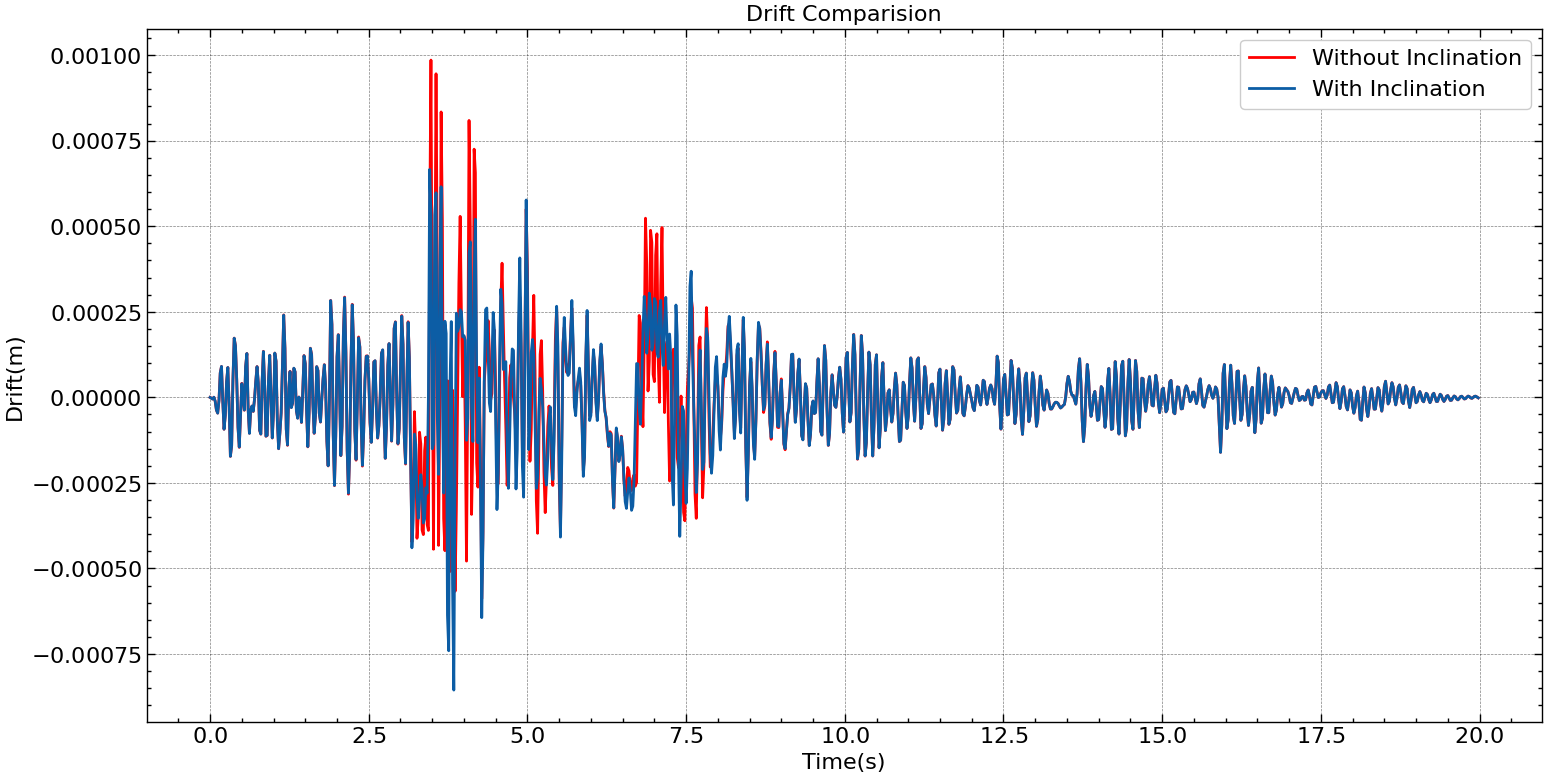 Drift Comparision
Without Inclination
With Inclination
Drift(m)
0.00100
0.00075
0.00050
0.00025
0.00000
−0.00025
−0.00050
−0.00075
0.0 2.5 5.0 7.5 10.0 12.5 15.0 17.5 20.0
Time(s)